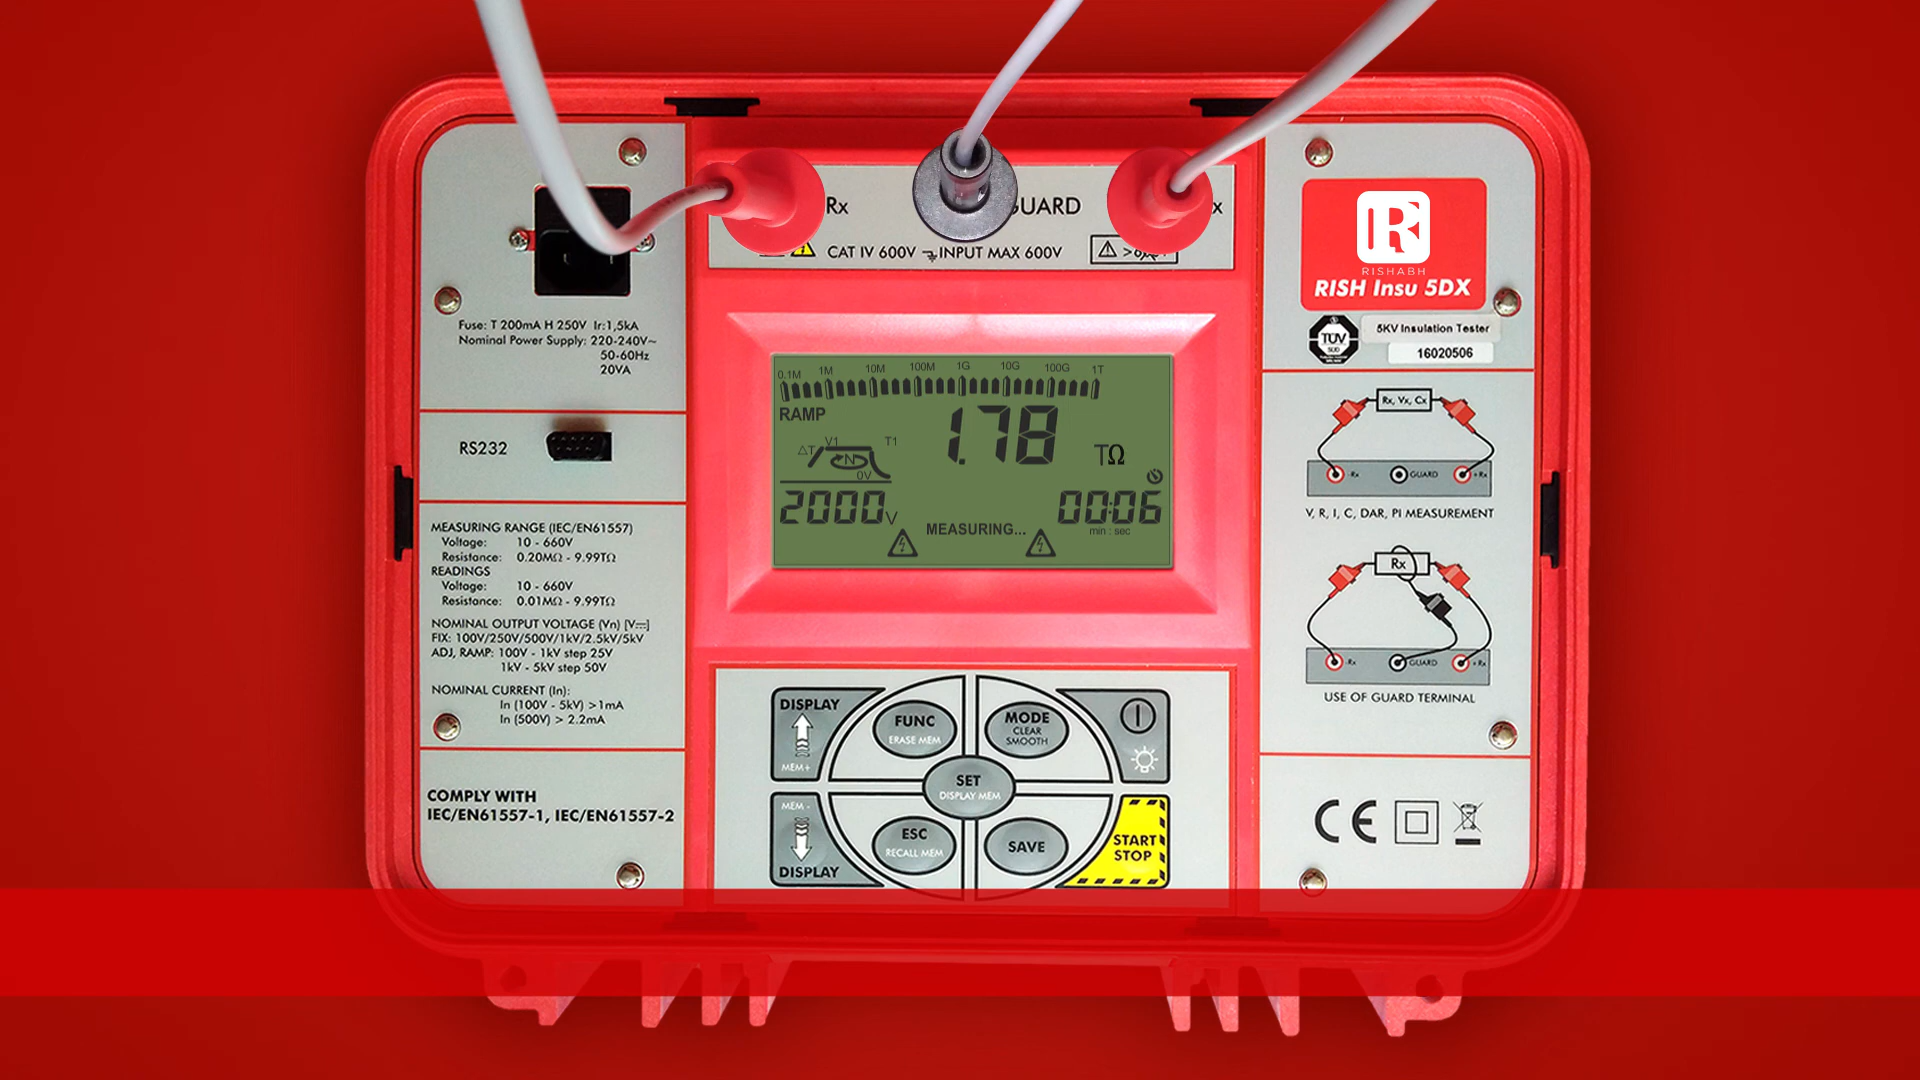 Rx
GUARD
x
CAT IV 600V INPUT MAX 600V
Fuse: T 200mA H 250V Ir:1,5kA
Nominal Power Supply: 220-240V~
50-60Hz
20VA
RS232
MEASURING RANGE (IEC/EN61557)
Voltage: 10 - 660V
Resistance: 0.20MΩ - 9.99TΩ
READINGS
Voltage: 10 - 660V
Resistance: 0.01MΩ - 9.99TΩ
NOMINAL OUTPUT VOLTAGE (Vn) [V⎓]
FIX: 100V/250V/500V/1kV/2.5kV/5kV
ADJ, RAMP: 100V - 1kV step 25V
1kV - 5kV step 50V
NOMINAL CURRENT (In):
In (100V - 5kV) >1mA
In (500V) > 2.2mA
COMPLY WITH
IEC/EN61557-1, IEC/EN61557-2
0.1M 1M 10M 100M 1G 10G 100G 1T
RAMP
1.78 TΩ
V1 T1
△T N
0V
2000V
MEASURING...
00:06
min : sec
DISPLAY
MEM+
FUNC
ERASE MEM
MODE
CLEAR
SMOOTH
SET
DISPLAY MEM
MEM -
DISPLAY
ESC
RECALL MEM
SAVE
START
STOP
R
RISHABH
RISH Insu 5DX
TÜV
SÜD
5KV Insulation Tester
16020506
Rx, Vx, Cx
-Rx GUARD +Rx
V, R, I, C, DAR, PI MEASUREMENT
Rx
-Rx GUARD +Rx
USE OF GUARD TERMINAL
CE